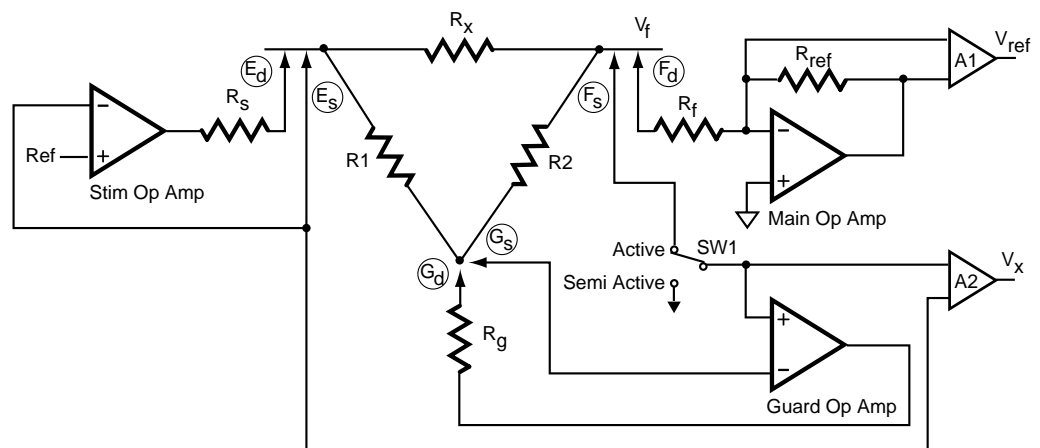 Rx
Vf
Vref
A1
Rref
Ed
Es
Fs
Fd
Rs
Rf
−
−
Ref
+
R1
R2
+
Stim Op Amp
Main Op Amp
Gs
Active
SW1
Vx
Gd
Semi Active
A2
Rg
+
−
Guard Op Amp